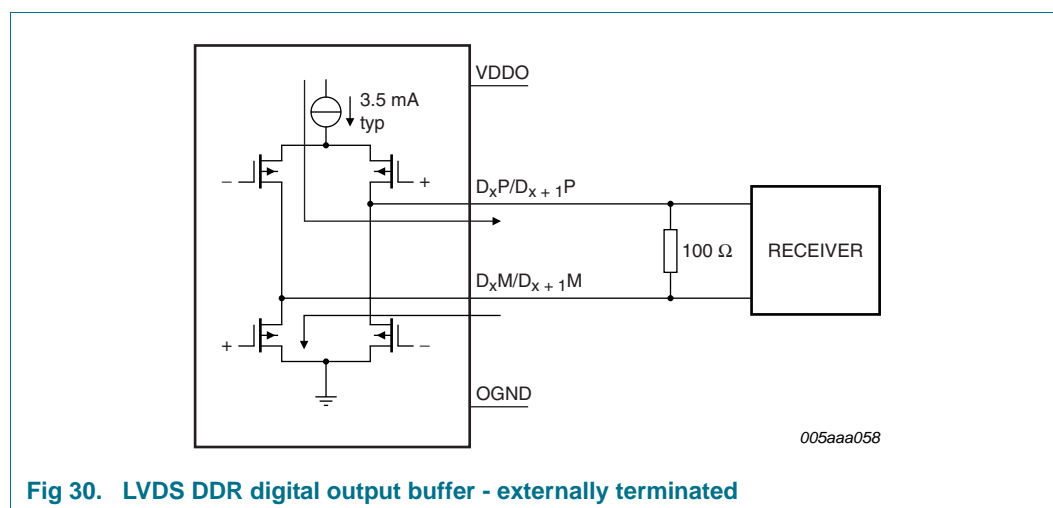 VDDO
3.5 mA
typ
– +
DxP/Dx + 1P
100 Ω
RECEIVER
DxM/Dx + 1M
+ –
OGND
005aaa058
Fig 30. LVDS DDR digital output buffer - externally terminated